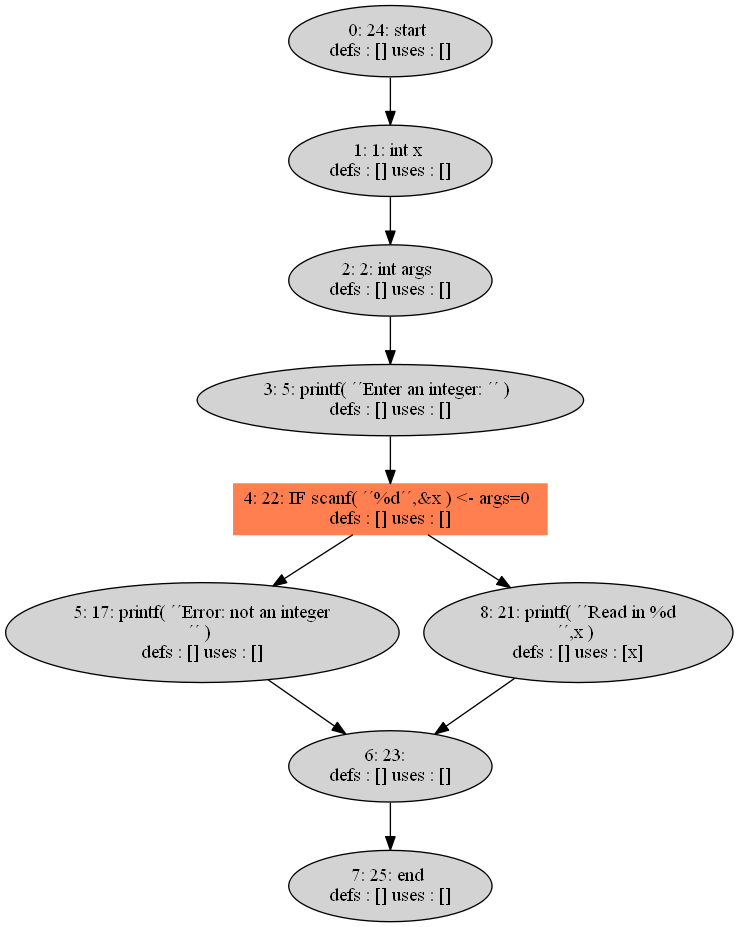 0: 24: start
defs : [] uses : []
1: 1: int x
defs : [] uses : []
2: 2: int args
defs : [] uses : []
3: 5: printf( ´´Enter an integer: ´´ )
defs : [] uses : []
4: 22: IF scanf( ´´%d´´,&x ) <- args=0
defs : [] uses : []
5: 17: printf( ´´Error: not an integer
´´ )
defs : [] uses : []
8: 21: printf( ´´Read in %d
´´,x )
defs : [] uses : [x]
6: 23:
defs : [] uses : []
7: 25: end
defs : [] uses : []